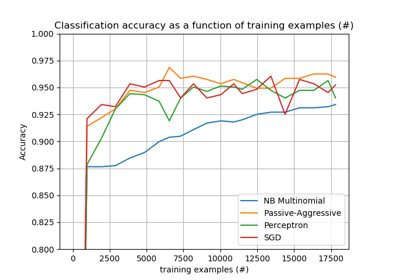 Classification accuracy as a function of training examples (#)
1.000
0.975
0.950
0.925
0.900
0.875
0.850
0.825
0.800
Accuracy
NB Multinomial
Passive-Aggressive
Perceptron
SGD
0 2500 5000 7500 10000 12500 15000 17500
training examples (#)